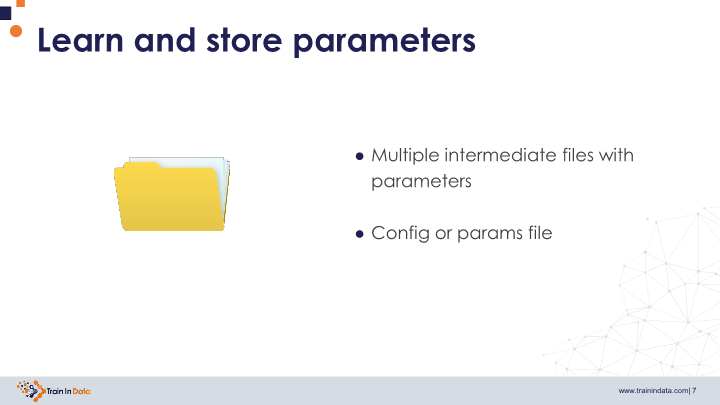 Learn and store parameters
● Multiple intermediate files with
parameters
● Config or params file
Train In Data
www.trainindata.com| 7